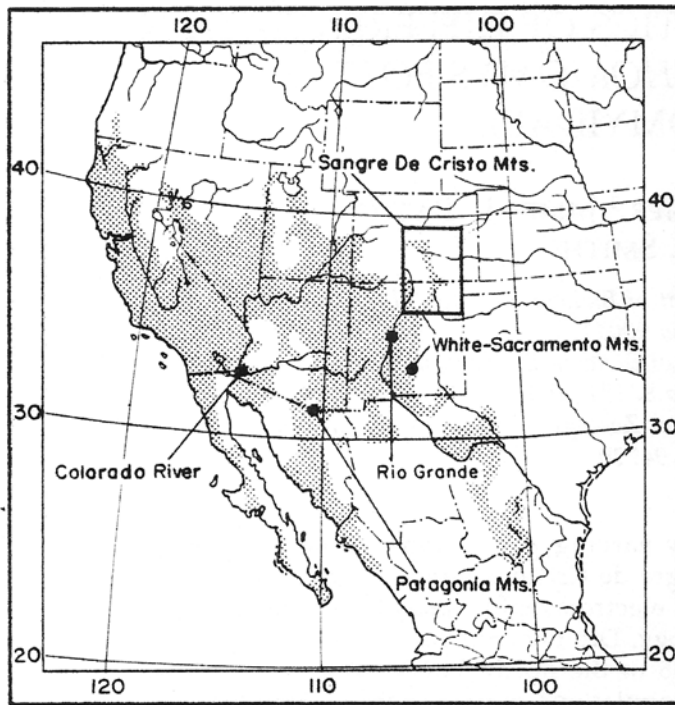 120 110 100
40
40
Sangre De Cristo Mts.
White-Sacramento Mts.
30
30
Colorado River
Rio Grande
Patagonia Mts.
20
20
120 110 100